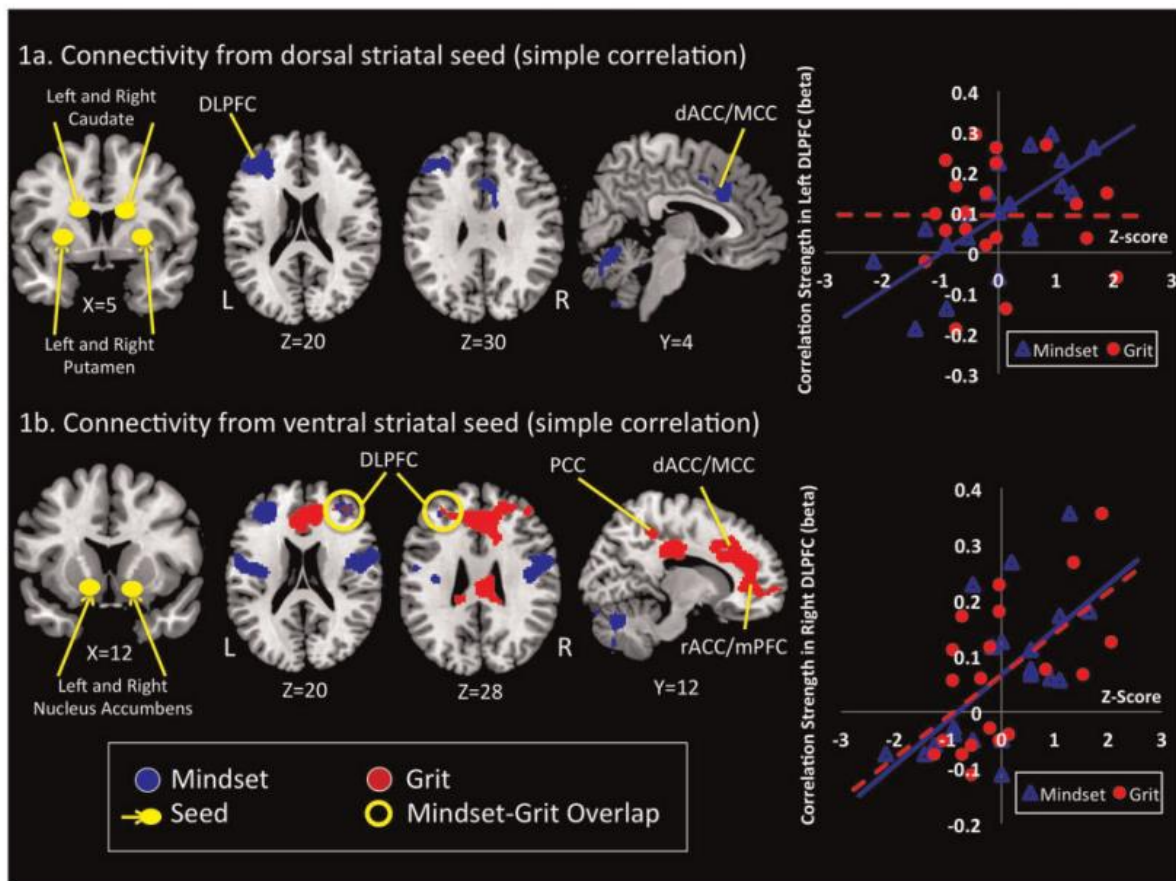 1a. Connectivity from dorsal striatal seed (simple correlation)
Left and Right
Caudate
DLPFC
dACC/MCC
X=5
L
R
Left and Right
Putamen
Z=20
Z=30
Y=4
Correlation Strength in Left DLPFC (beta)
0.4
0.3
0.2
0.1
0
-0.1
-0.2
-0.3
Z-score
-3 -2 -1 0 1 2 3
Mindset Grit
1b. Connectivity from ventral striatal seed (simple correlation)
DLPFC
PCC
dACC/MCC
X=12
L
R
rACC/mPFC
Left and Right
Nucleus Accumbens
Z=20
Z=28
Y=12
Correlation Strength in Right DLPFC (beta)
0.4
0.3
0.2
0.1
0
-0.1
-0.2
Z-Score
-3 -2 -1 0 1 2 3
Mindset Grit
Mindset Grit
Seed Mindset-Grit Overlap